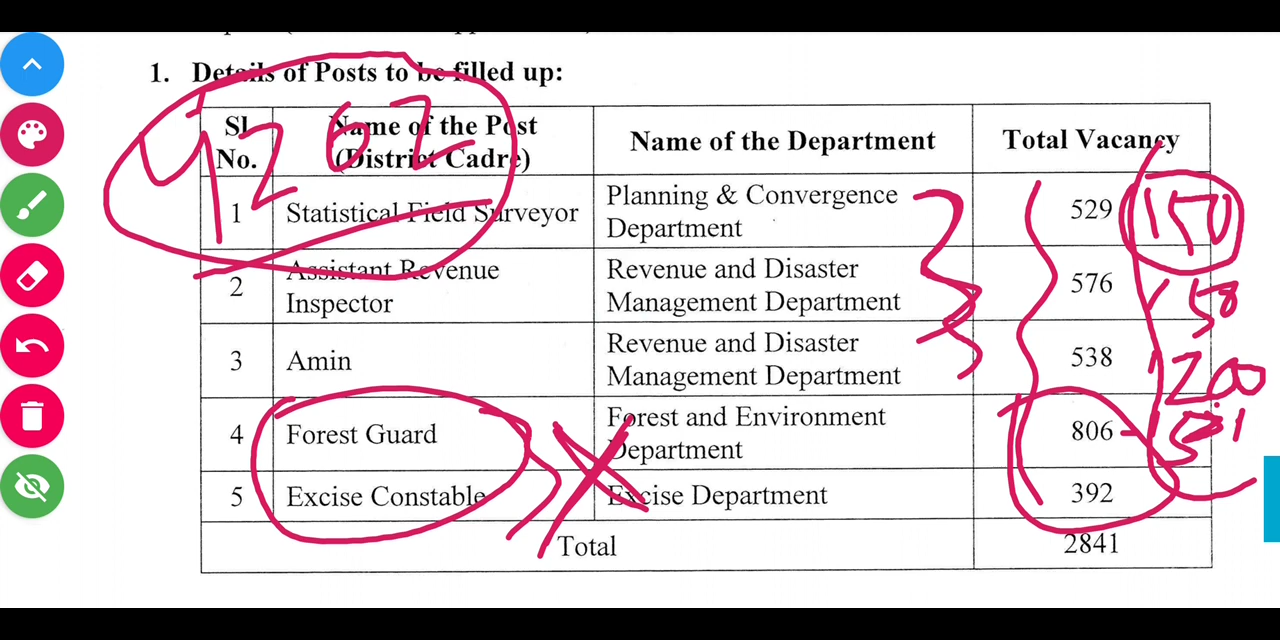 1. Details of Posts to be filled up:
Sl No. Name of the Post (District Cadre) Name of the Department Total Vacancy
4262
1 Statistical Field Surveyor Planning & Convergence Department 529 150
2 Assistant Revenue Inspector Revenue and Disaster Management Department 576 150
3 Amin Revenue and Disaster Management Department 538 200
4 Forest Guard Forest and Environment Department 806
5 Excise Constable Excise Department 392
Total 2841